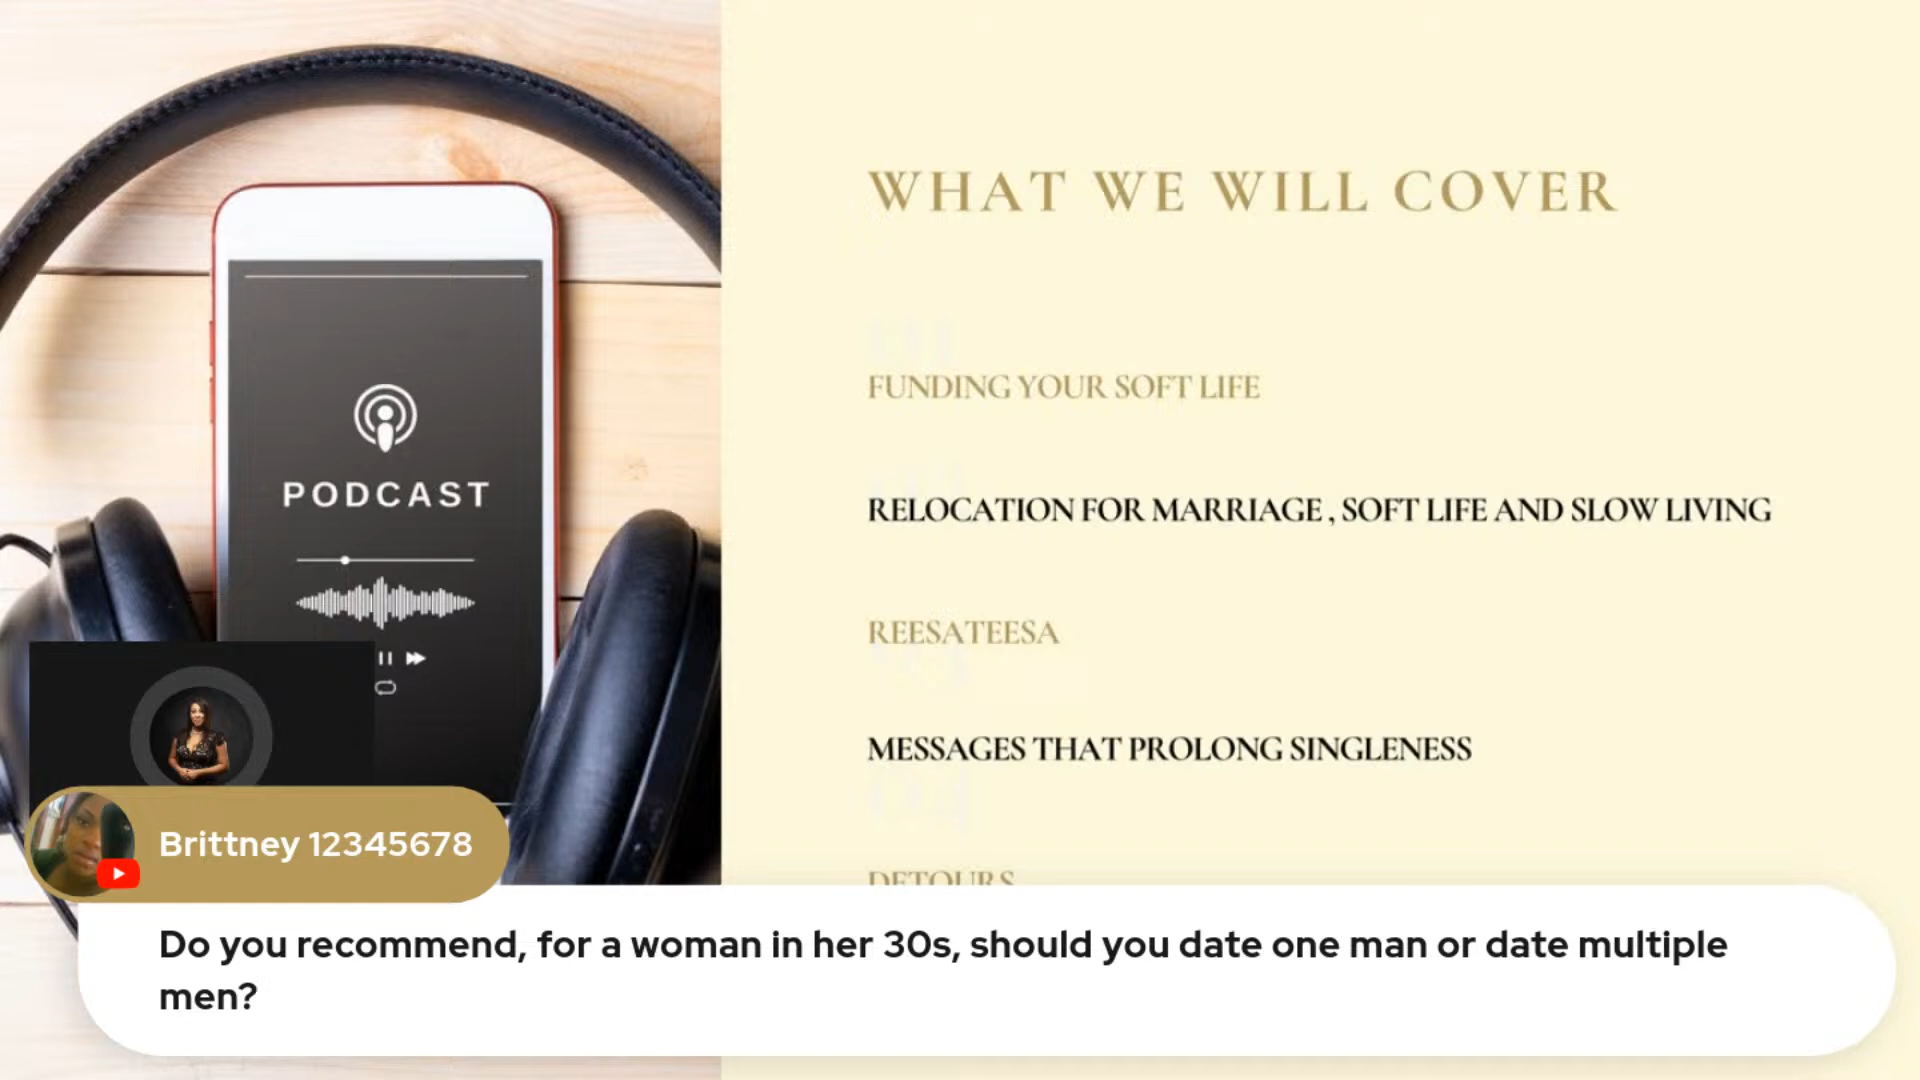 WHAT WE WILL COVER
FUNDING YOUR SOFT LIFE
RELOCATION FOR MARRIAGE , SOFT LIFE AND SLOW LIVING
REESATEESA
MESSAGES THAT PROLONG SINGLENESS
DETOURS
PODCAST
Brittney 12345678
Do you recommend, for a woman in her 30s, should you date one man or date multiple
men?